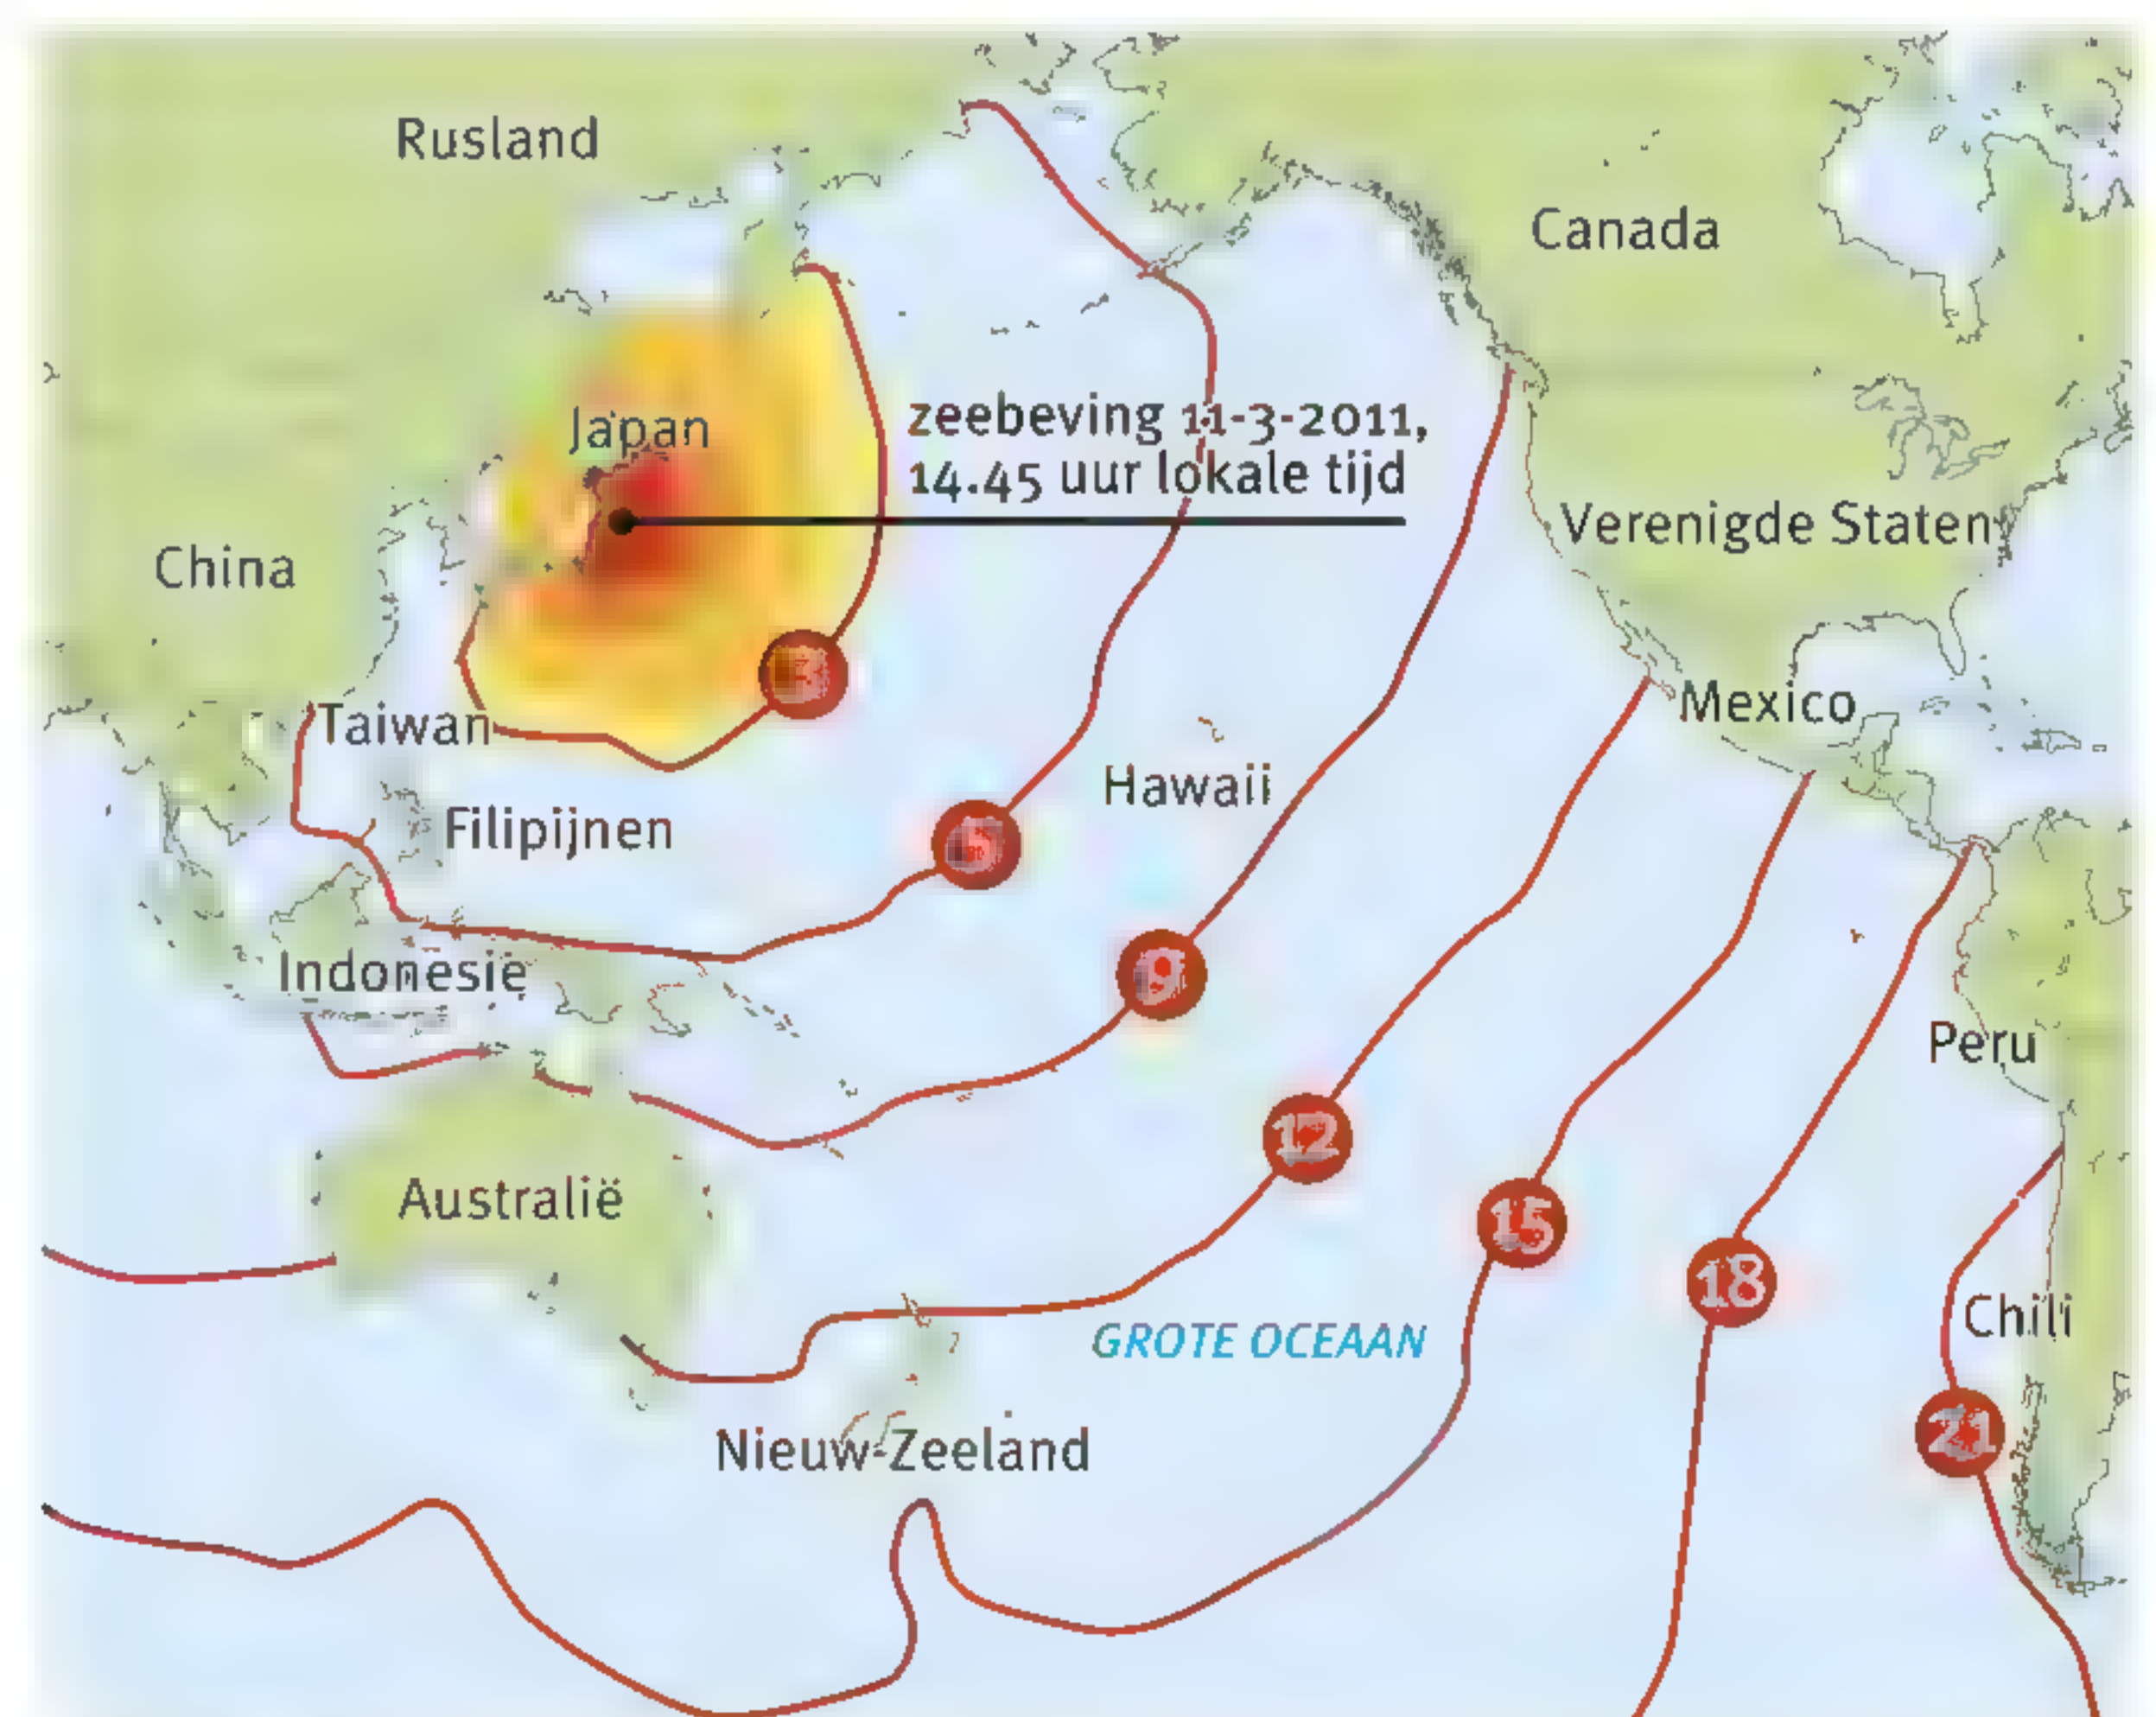 Rusland
Canada
Japan
zeebeving 11-3-2011,
14.45 uur lokale tijd
China
Verenigde Staten
Taiwan
Mexico
Hawaii
Filipijnen
Indonesië
9
Peru
12
Australië
15
18
GROTE OCEAAN
Chili
21
Nieuw-Zeeland